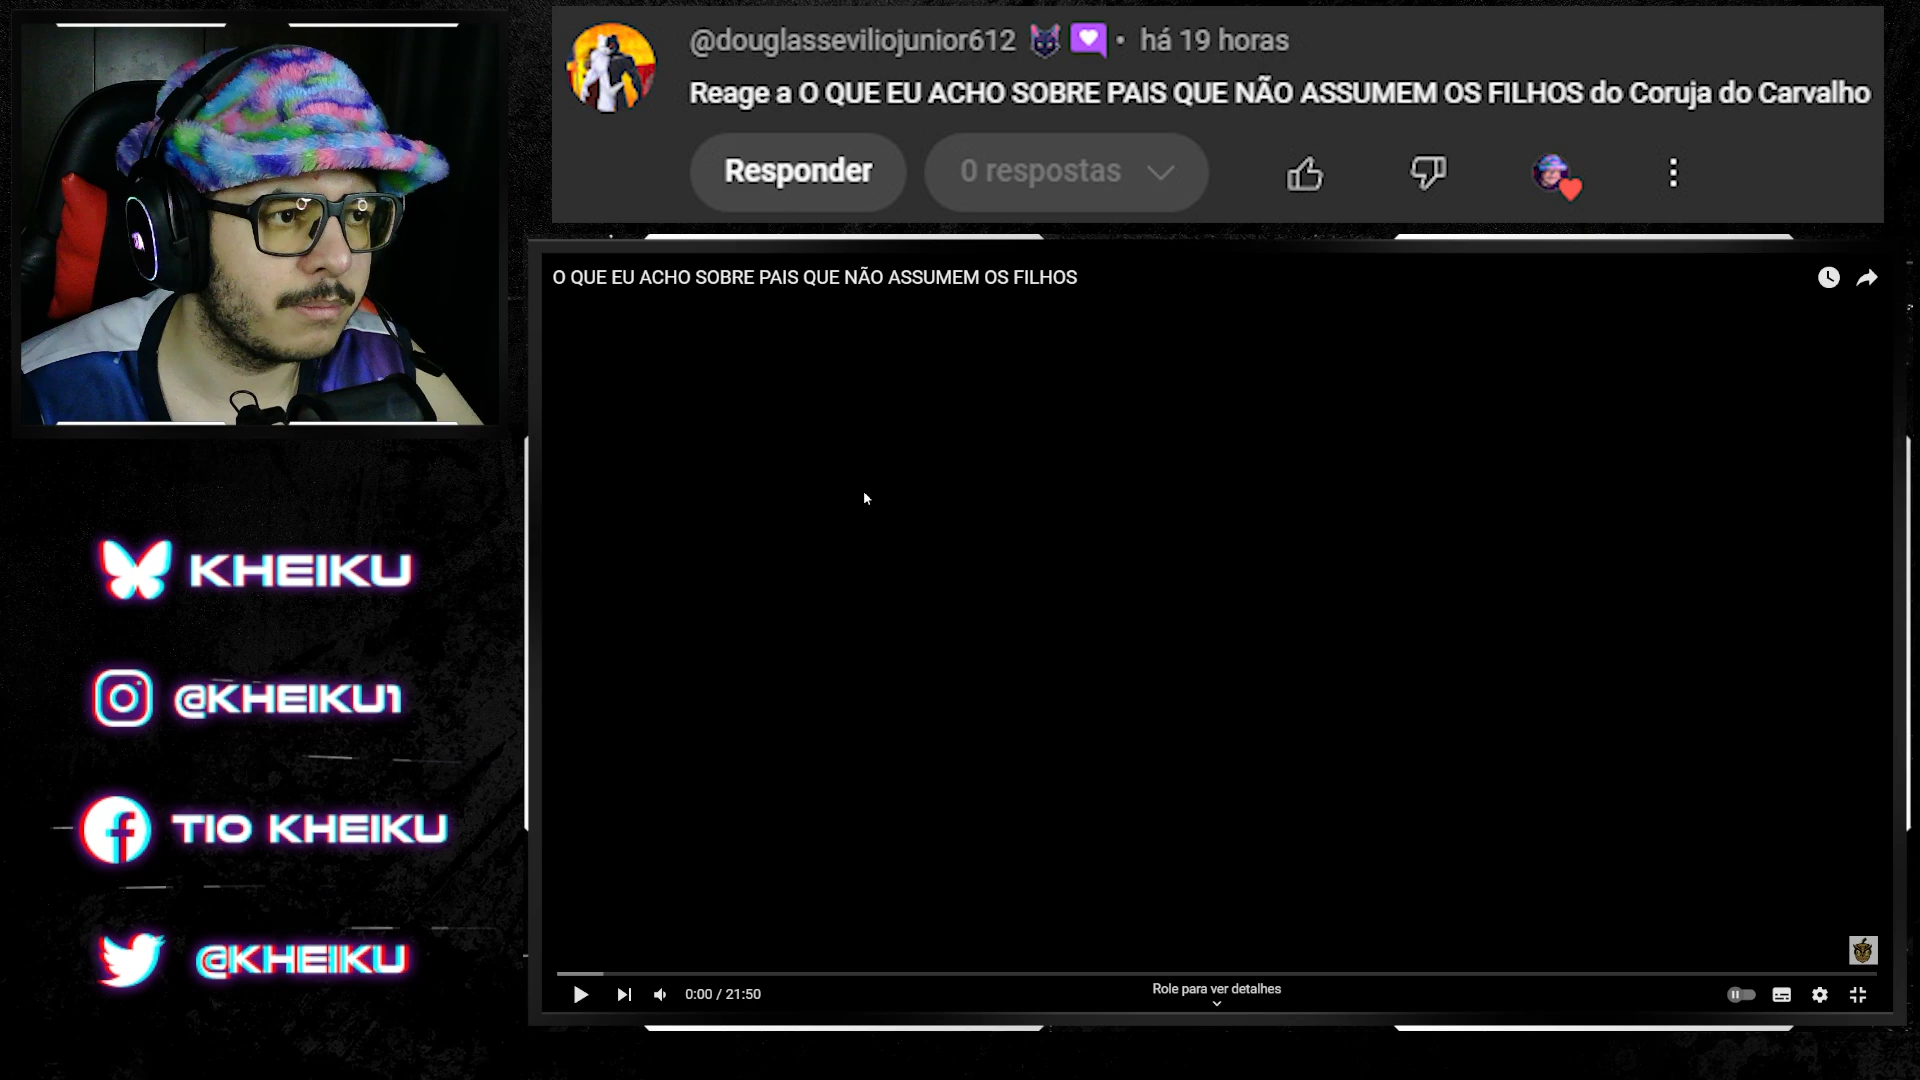 @douglasseviliojunior612 • há 19 horas
Reage a O QUE EU ACHO SOBRE PAIS QUE NÃO ASSUMEM OS FILHOS do Coruja do Carvalho
Responder
0 respostas
O QUE EU ACHO SOBRE PAIS QUE NÃO ASSUMEM OS FILHOS
KHEIKU
@KHEIKU1
TIO KHEIKU
@KHEIKU
0:00 / 21:50
Role para ver detalhes